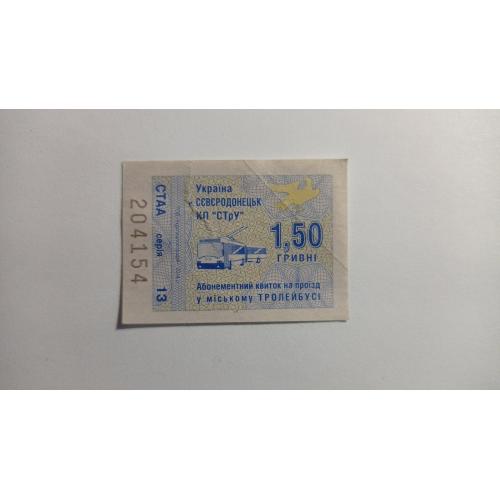 СТАА серія 13
204154
Україна
м. СЄВЄРОДОНЕЦЬК
КП "СТрУ"
1,50
ГРИВНІ
Абонементний квиток на проїзд
у міському ТРОЛЕЙБУСІ